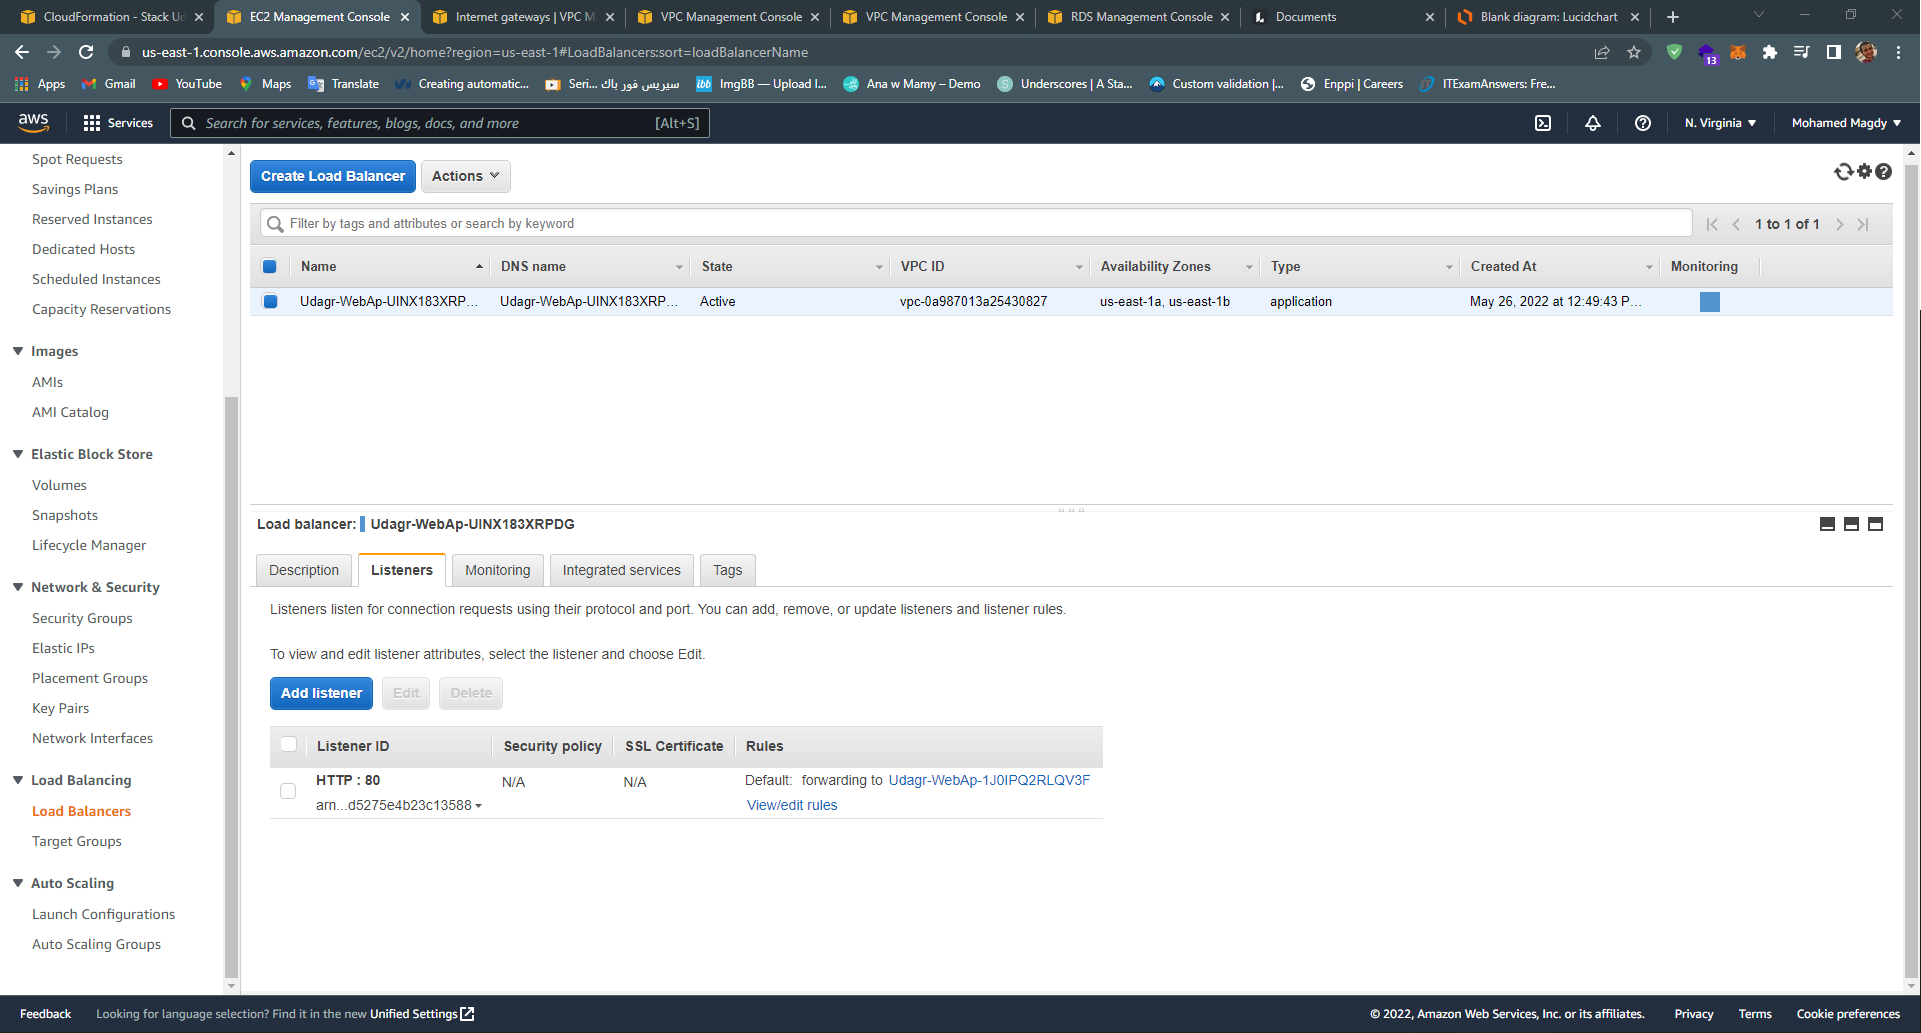 CloudFormation - Stack Ud
EC2 Management Console
Internet gateways | VPC M
VPC Management Console
VPC Management Console
RDS Management Console
Documents
Blank diagram: Lucidchart
us-east-1.console.aws.amazon.com/ec2/v2/home?region=us-east-1#LoadBalancers:sort=loadBalancerName
13
Apps
Gmail
YouTube
Maps
Translate
Creating automatic...
Seri... سيريس فور باك
ibb
ImgBB — Upload I...
Ana w Mamy – Demo
S
Underscores | A Sta...
Custom validation |...
Enppi | Careers
ITExamAnswers: Fre...
aws
Services
Search for services, features, blogs, docs, and more
[Alt+S]
N. Virginia
Mohamed Magdy
Spot Requests
Savings Plans
Reserved Instances
Dedicated Hosts
Scheduled Instances
Capacity Reservations
Images
AMIs
AMI Catalog
Elastic Block Store
Volumes
Snapshots
Lifecycle Manager
Network & Security
Security Groups
Elastic IPs
Placement Groups
Key Pairs
Network Interfaces
Load Balancing
Load Balancers
Target Groups
Auto Scaling
Launch Configurations
Auto Scaling Groups
Create Load Balancer
Actions
Filter by tags and attributes or search by keyword
1 to 1 of 1
Name
DNS name
State
VPC ID
Availability Zones
Type
Created At
Monitoring
Udagr-WebAp-UINX183XRP...
Udagr-WebAp-UINX183XRP...
Active
vpc-0a987013a25430827
us-east-1a, us-east-1b
application
May 26, 2022 at 12:49:43 P...
Load balancer: Udagr-WebAp-UINX183XRPDG
Description
Listeners
Monitoring
Integrated services
Tags
Listeners listen for connection requests using their protocol and port. You can add, remove, or update listeners and listener rules.
To view and edit listener attributes, select the listener and choose Edit.
Add listener
Edit
Delete
Listener ID
Security policy
SSL Certificate
Rules
HTTP : 80
arn...d5275e4b23c13588
N/A
N/A
Default: forwarding to Udagr-WebAp-1J0IPQ2RLQV3F
View/edit rules
Feedback
Looking for language selection? Find it in the new Unified Settings
© 2022, Amazon Web Services, Inc. or its affiliates.
Privacy
Terms
Cookie preferences